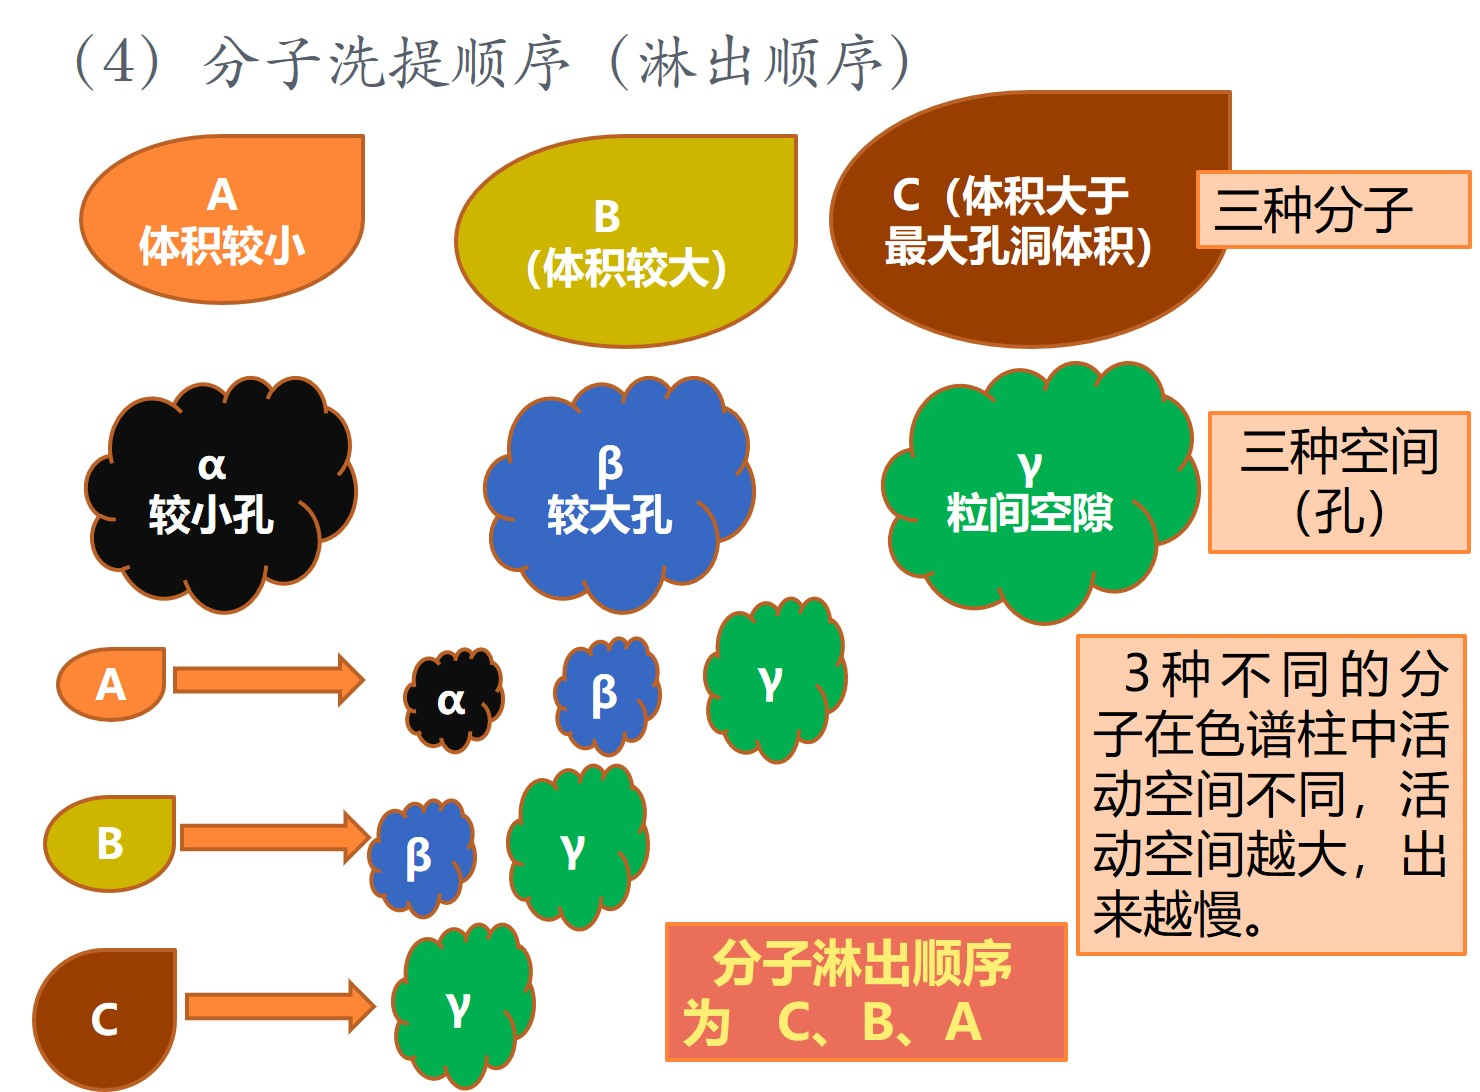 （4）分子洗提顺序（淋出顺序）
A
体积较小
B
（体积较大）
C（体积大于
最大孔洞体积）
三种分子
α
较小孔
β
较大孔
γ
粒间空隙
三种空间
（孔）
A
α
β
γ
B
β
γ
C
γ
3种不同的分
子在色谱柱中活
动空间不同，活
动空间越大，出
来越慢。
分子淋出顺序
为 C、B、A